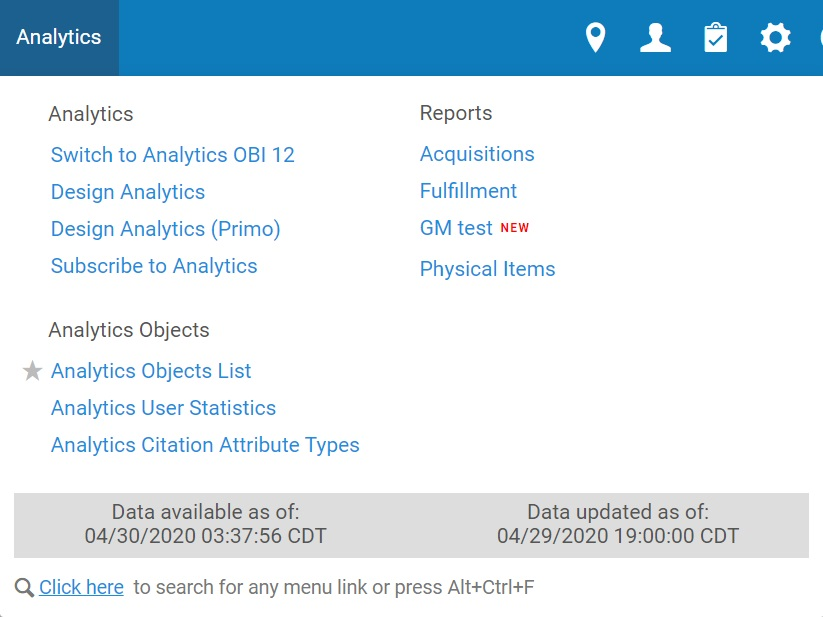 Analytics
Analytics
Switch to Analytics OBI 12
Design Analytics
Design Analytics (Primo)
Subscribe to Analytics
Reports
Acquisitions
Fulfillment
GM test NEW
Physical Items
Analytics Objects
Analytics Objects List
Analytics User Statistics
Analytics Citation Attribute Types
Data available as of:
04/30/2020 03:37:56 CDT
Data updated as of:
04/29/2020 19:00:00 CDT
Click here to search for any menu link or press Alt+Ctrl+F